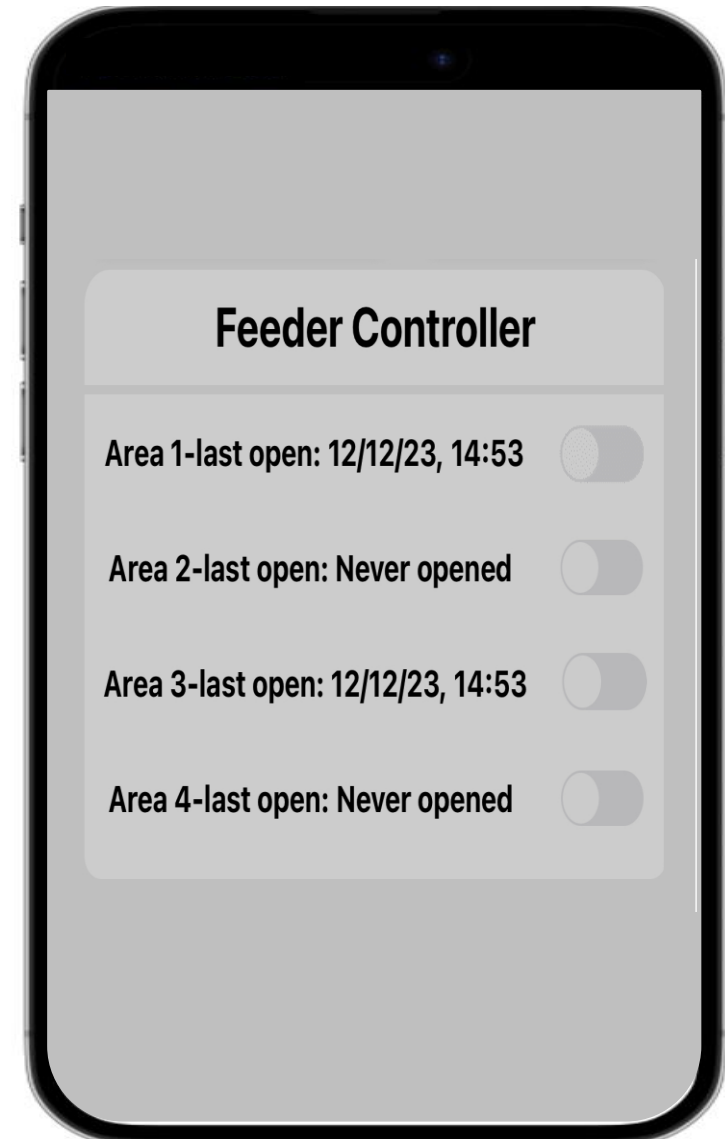 Feeder Controller
Area 1-last open: 12/12/23, 14:53
Area 2-last open: Never opened
Area 3-last open: 12/12/23, 14:53
Area 4-last open: Never opened